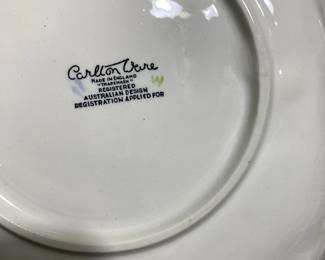 Carlton Ware
MADE IN ENGLAND
"TRADEMARK"
REGISTERED
AUSTRALIAN DESIGN
REGISTRATION APPLIED FOR